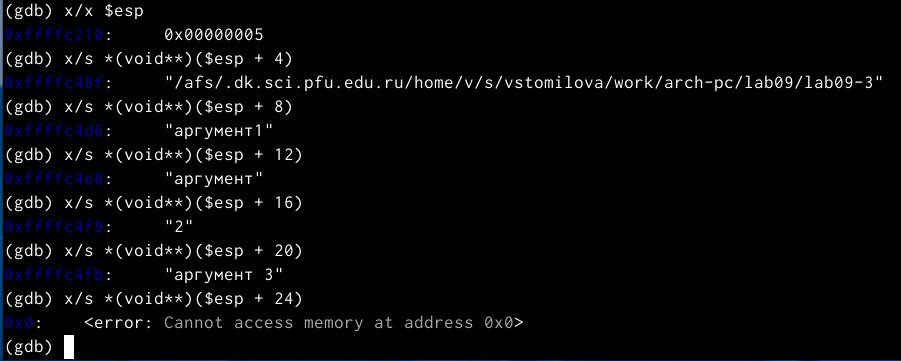 (gdb) x/x $esp
0xffffc210: 0x00000005
(gdb) x/s *(void**)($esp + 4)
0xffffc48f: "/afs/.dk.sci.pfu.edu.ru/home/v/s/vstomilova/work/arch-pc/lab09/lab09-3"
(gdb) x/s *(void**)($esp + 8)
0xffffc4d6: "аргумент1"
(gdb) x/s *(void**)($esp + 12)
0xffffc4e8: "аргумент"
(gdb) x/s *(void**)($esp + 16)
0xffffc4f9: "2"
(gdb) x/s *(void**)($esp + 20)
0xffffc4fb: "аргумент 3"
(gdb) x/s *(void**)($esp + 24)
0x0: <error: Cannot access memory at address 0x0>
(gdb)